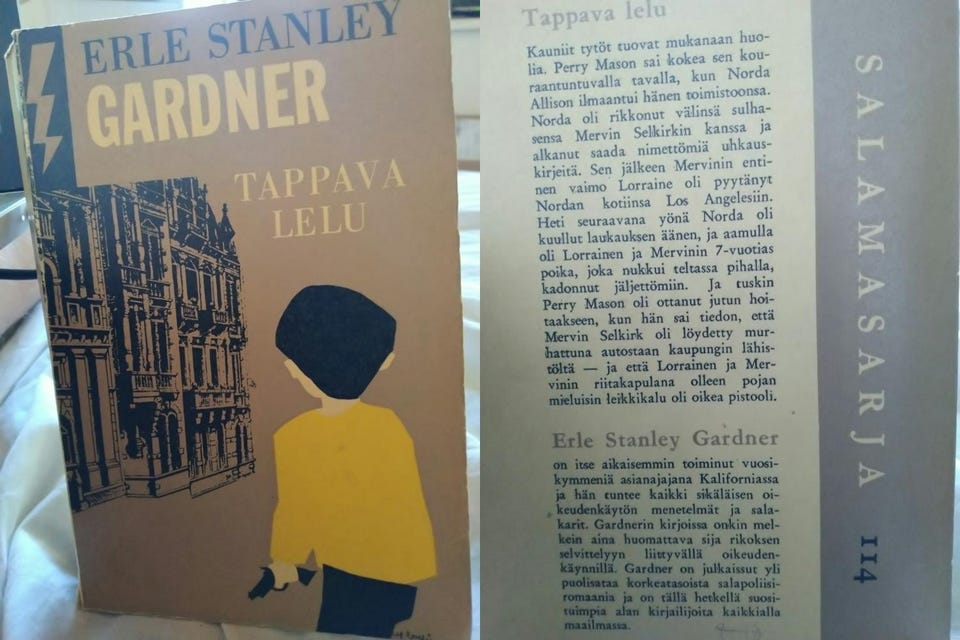 ERLE STANLEY
GARDNER
TAPPAVA
LELU
Tappava lelu
Kauniit tytöt tuovat mukanaan huo-
lia. Perry Mason sai kokea sen kou-
raantuntuvalla tavalla, kun Norda
Allison ilmaantui hänen toimistoonsa.
Norda oli rikkonut välinsä sulha-
sensa Mervin Selkirkin kanssa ja
alkanut saada nimettömiä uhkaus-
kirjeitä. Sen jälkeen Mervinin enti-
nen vaimo Lorraine oli pyytänyt
Nordan kotiinsa Los Angelesiin.
Heti seuraavana yönä Norda oli
kuullut laukauksen äänen, ja aamulla
oli Lorrainen ja Mervinin 7-vuotias
poika, joka nukkui teltassa pihalla,
kadonnut jäljettömiin. Ja tuskin
Perry Mason oli ottanut jutun hoi-
taakseen, kun hän sai tiedon, että
Mervin Selkirk oli löydetty mur-
hattuna autostaan kaupungin lähis-
töltä — ja että Lorrainen ja Mer-
vinin riitakapulana olleen pojan
mieluisin leikkikalu oli oikea pistooli.
Erle Stanley Gardner
on itse aikaisemmin toiminut vuosi-
kymmeniä asianajajana Kaliforniassa
ja hän tuntee kaikki sikäläisen oi-
keudenkäytön menetelmät ja sala-
karit. Gardnerin kirjoissa onkin mel-
kein aina huomattava sija rikoksen
selvittelyyn liittyvällä oikeuden-
käynnillä. Gardner on julkaissut yli
puolisataa korkeatasoista salapoliisi-
romaania ja on tällä hetkellä suosi-
tuimpia alan kirjailijoita kaikkialla
maailmassa.
SALAMASARJA 114